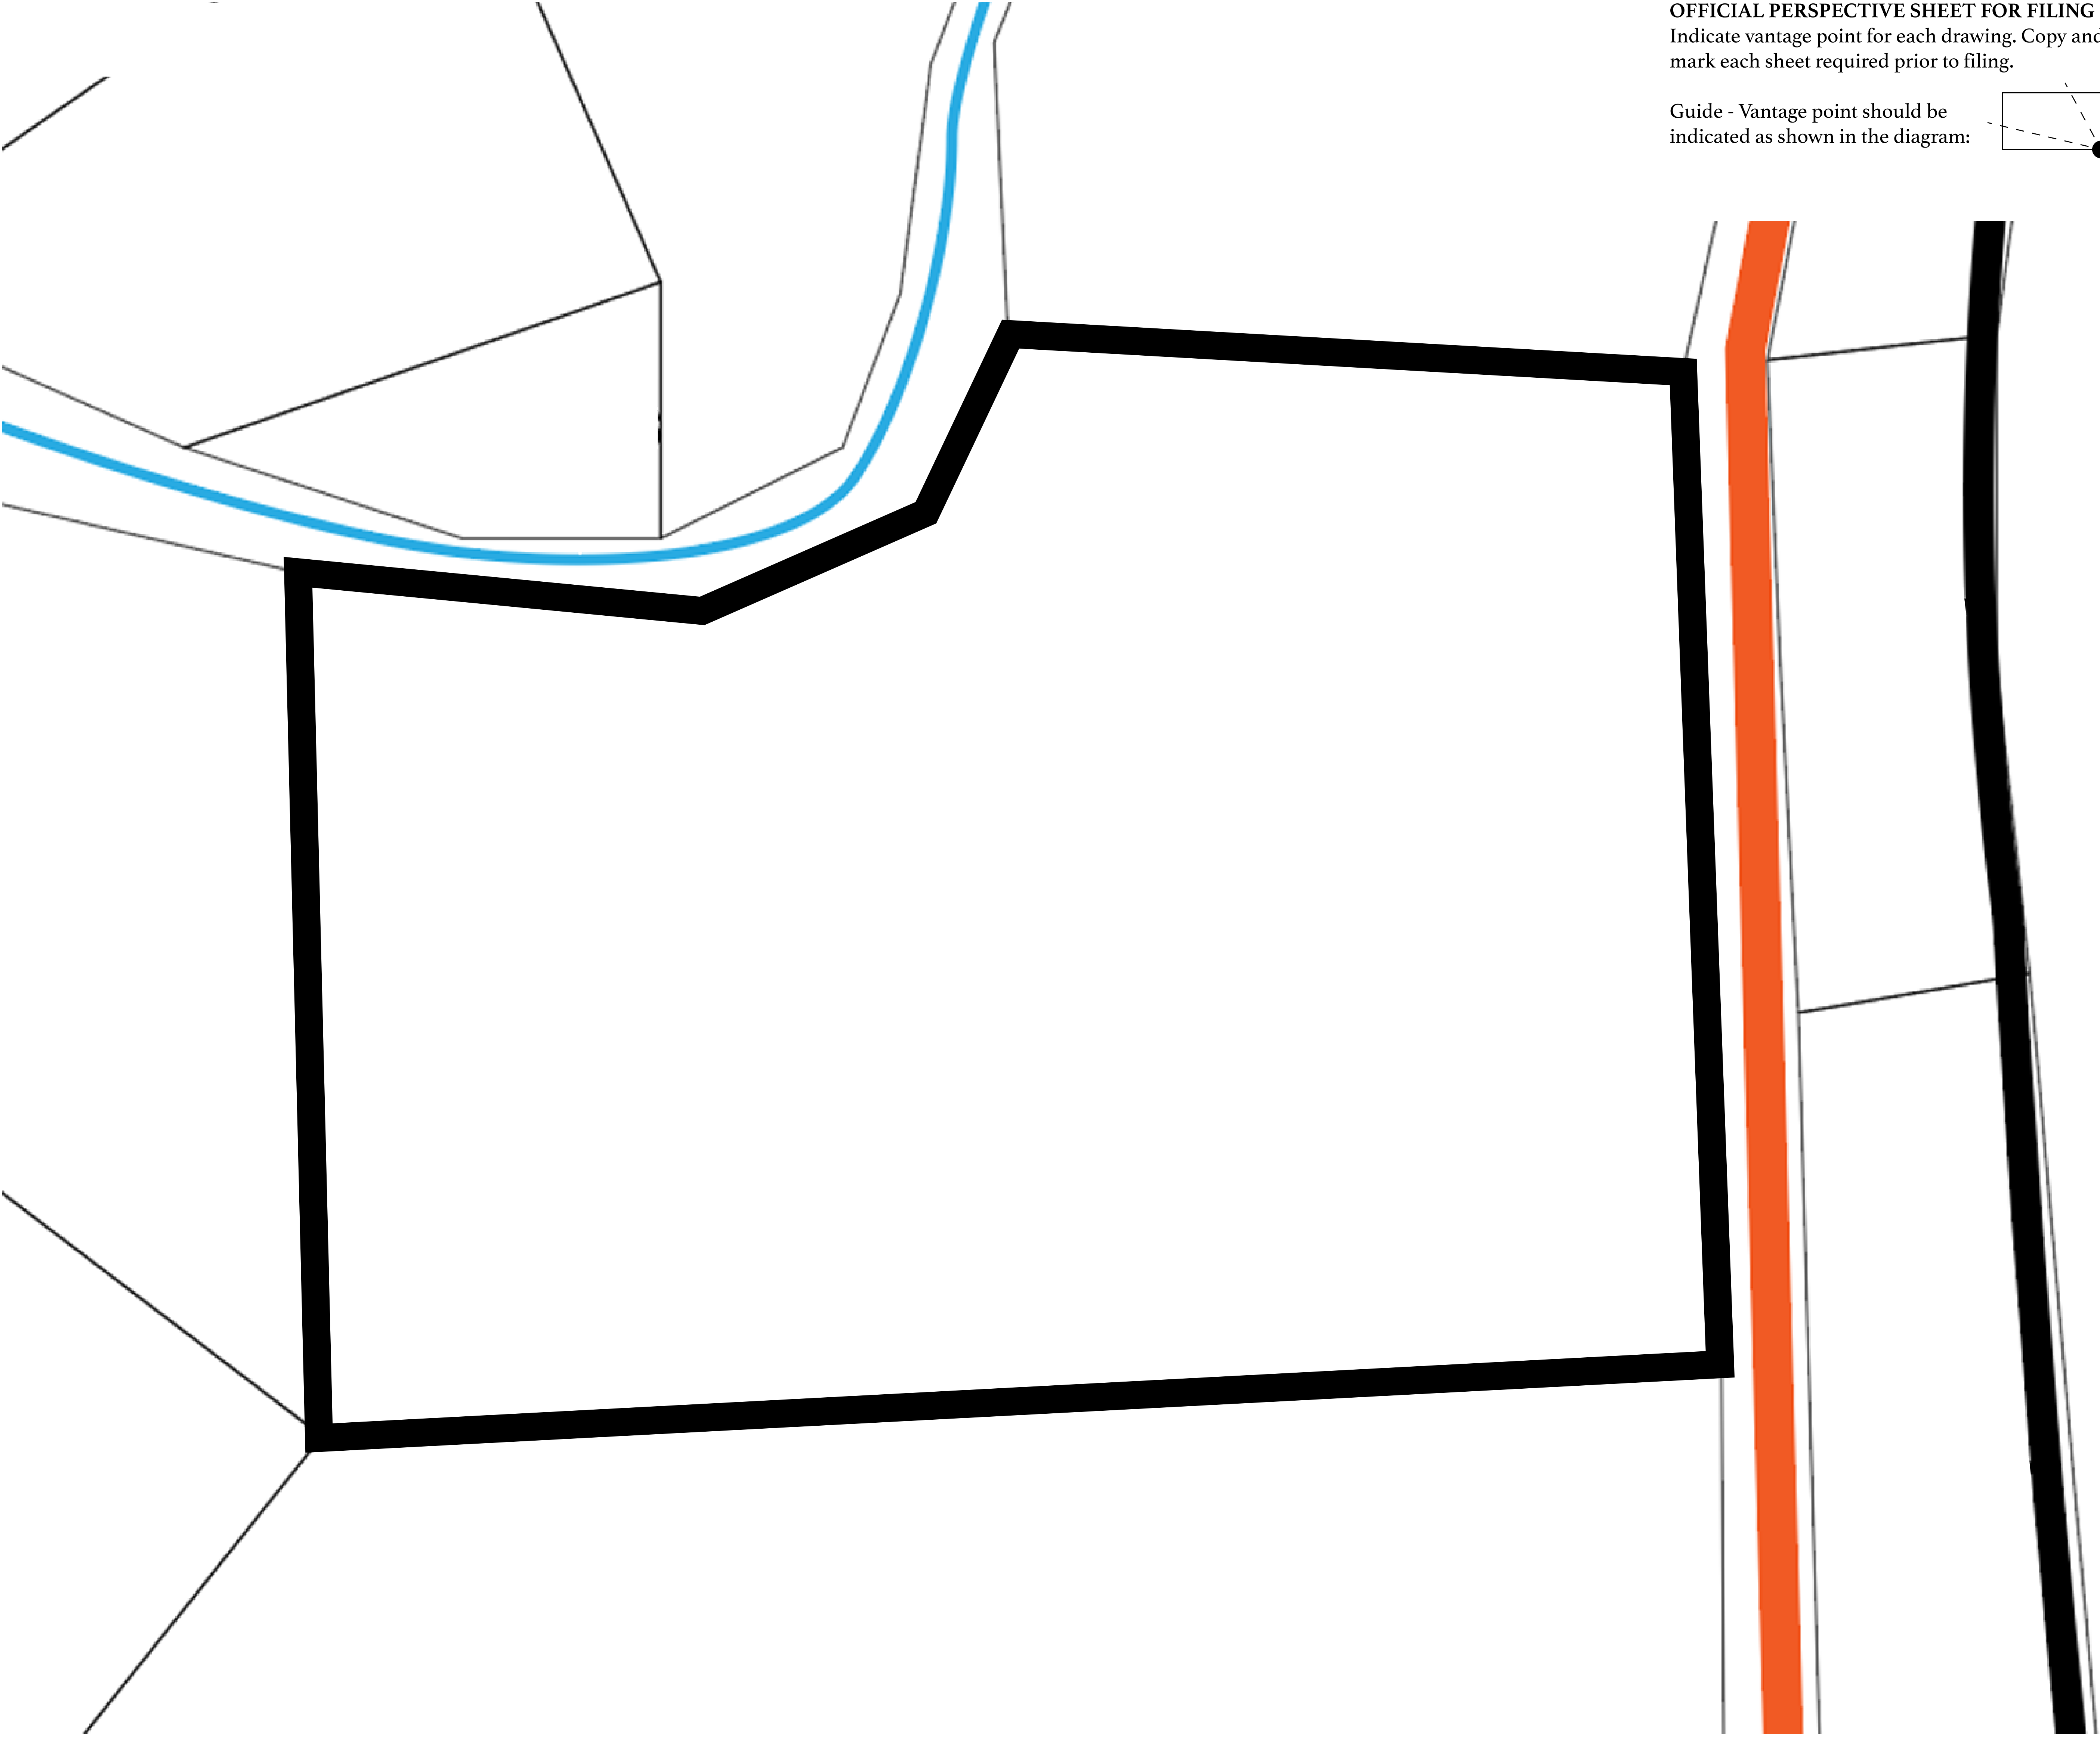 OFFICIAL PERSPECTIVE SHEET FOR FILING
Indicate vantage point for each drawing. Copy and
mark each sheet required prior to filing.
Guide - Vantage point should be
indicated as shown in the diagram: